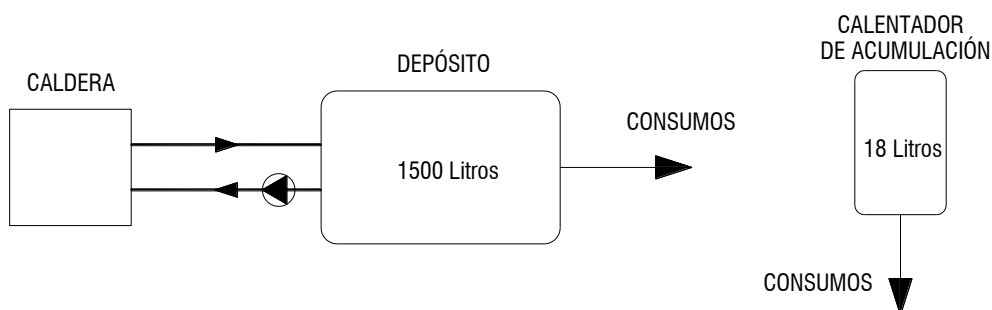 CALENTADOR
DE ACUMULACIÓN
DEPÓSITO
CALDERA
CONSUMOS
1500 Litros
18 Litros
CONSUMOS